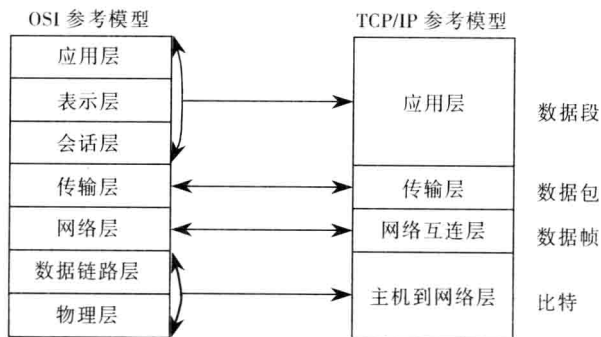 OSI 参考模型
TCP/IP 参考模型
应用层
表示层
会话层
传输层
网络层
数据链路层
物理层
应用层
传输层
网络互连层
主机到网络层
数据段
数据包
数据帧
比特